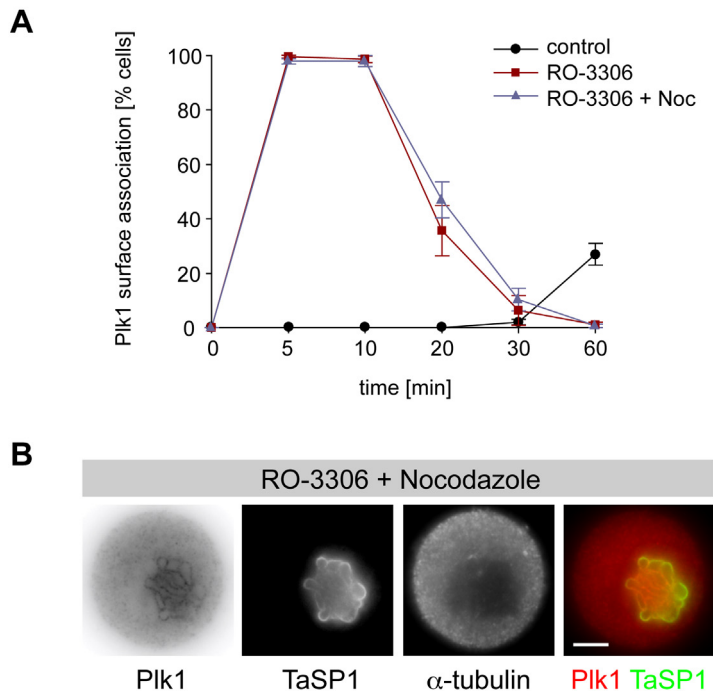 A
Plk1 surface association [% cells]
100
80
60
40
20
0
0 5 10 20 30 60
time [min]
control
RO-3306
RO-3306 + Noc
B
RO-3306 + Nocodazole
Plk1 TaSP1 α-tubulin Plk1 TaSP1